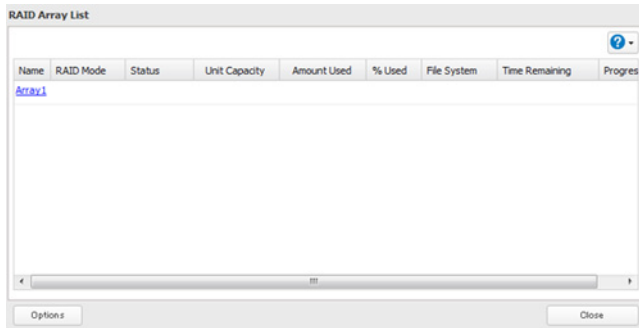 RAID Array List
Name RAID Mode Status Unit Capacity Amount Used % Used File System Time Remaining Progres
Array1
Options Close